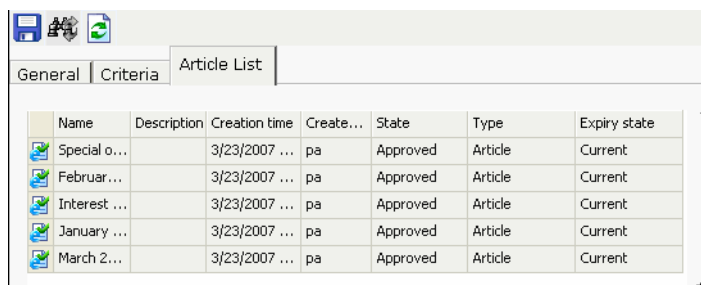 General Criteria Article List
Name Description Creation time Create... State Type Expiry state
Special o... 3/23/2007 ... pa Approved Article Current
Februar... 3/23/2007 ... pa Approved Article Current
Interest ... 3/23/2007 ... pa Approved Article Current
January ... 3/23/2007 ... pa Approved Article Current
March 2... 3/23/2007 ... pa Approved Article Current